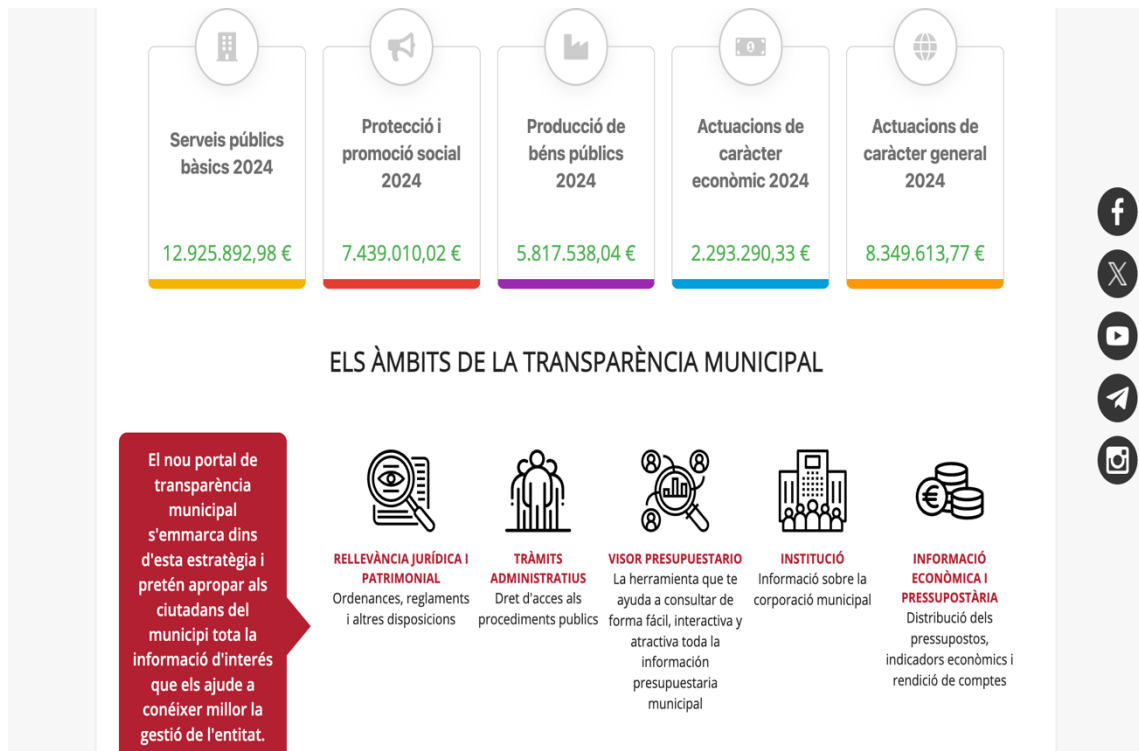 Serveis públics
bàsics 2024
12.925.892,98 €
Protecció i
promoció social
2024
7.439.010,02 €
Producció de
béns públics
2024
5.817.538,04 €
Actuacions de
caràcter
econòmic 2024
2.293.290,33 €
Actuacions de
caràcter general
2024
8.349.613,77 €
ELS ÀMBITS DE LA TRANSPARÈNCIA MUNICIPAL
El nou portal de
transparència
municipal
s'emmarca dins
d'esta estratègia i
pretén apropar als
ciutadans del
municipi tota la
informació d'interés
que els ajude a
conéixer millor la
gestió de l'entitat.
RELLEVÀNCIA JURÍDICA I
PATRIMONIAL
Ordenances, reglaments
i altres disposicions
TRÀMITS
ADMINISTRATIUS
Dret d'acces als
procediments publics
VISOR PRESUPUESTARIO
La herramienta que te
ayuda a consultar de
forma fácil, interactiva y
atractiva toda la
información
presupuestaria
municipal
INSTITUCIÓ
Informació sobre la
corporació municipal
INFORMACIÓ
ECONÒMICA I
PRESSUPOSTÀRIA
Distribució dels
pressupostos,
indicadors econòmics i
rendició de comptes